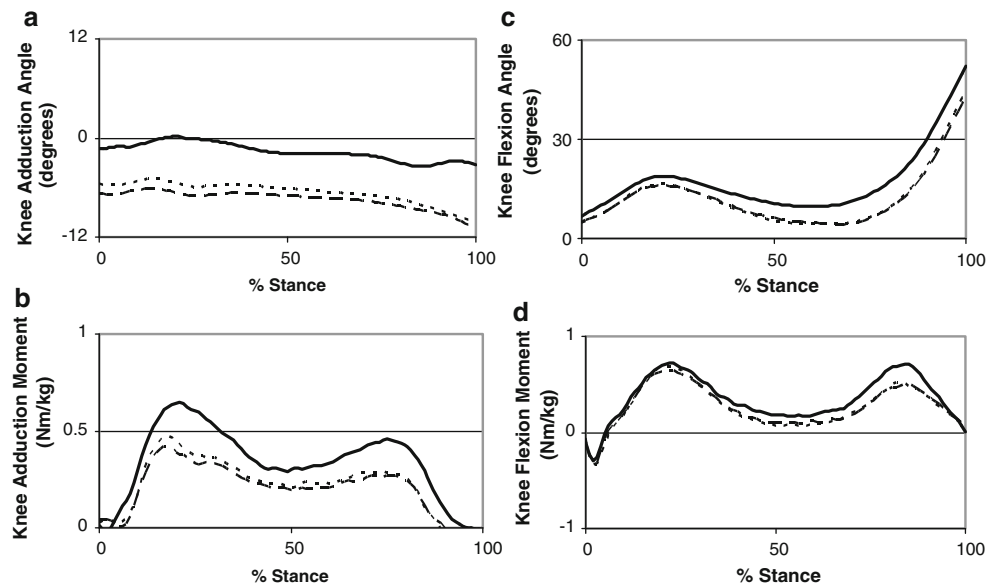 a
Knee Adduction Angle
(degrees)
12
0
-12
0
50
100
% Stance
b
Knee Adduction Moment
(Nm/kg)
1
0.5
0
0
50
100
% Stance
c
Knee Flexion Angle
(degrees)
60
30
0
0
50
100
% Stance
d
Knee Flexion Moment
(Nm/kg)
1
0
-1
0
50
100
% Stance